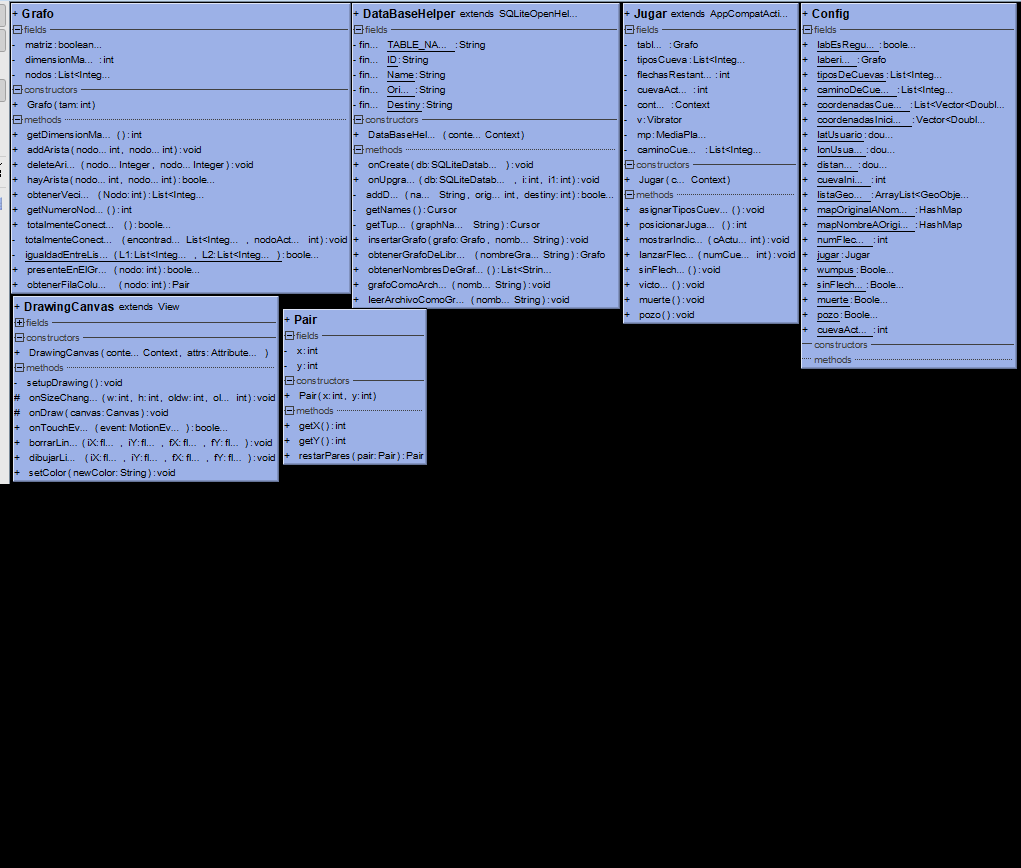 + Grafo
fields
- matriz:boolean...
- dimensionMa... :int
- nodos:List<Integ...
constructors
+ Grafo(tam:int)
methods
+ getDimensionMa... ():int
+ addArista(nodo... int, nodo... int):void
+ deleteAri... (nodo... Integer, nodo... Integer):void
+ hayArista(nodo... int, nodo... int):boole...
+ obtenerVeci... (Nodo:int):List<Integ...
+ getNumeroNod... ():int
+ totalmenteConect... ():boole...
- totalmenteConect... (encontrad... List<Integ... , nodoAct... int):void
- igualdadEntreLis... (L1:List<Integ... , L2:List<Integ... ):boole...
+ presenteEnElGr... (nodo:int):boole...
+ obtenerFilaColu... (nodo:int):Pair
+ DataBaseHelper extends SQLiteOpenHel...
fields
- fin... TABLE_NA... :String
- fin... ID:String
- fin... Name:String
- fin... Ori... :String
- fin... Destiny:String
constructors
+ DataBaseHel... (conte... Context)
methods
+ onCreate(db:SQLiteDatab... ):void
+ onUpgra... (db:SQLiteDatab... , i:int, i1:int):void
- addD... (na... String, orig... int, destiny:int):boole...
- getNames():Cursor
- getTup... (graphNa... String):Cursor
+ insertarGrafo(grafo:Grafo, nomb... String):void
+ obtenerGrafoDeLibr... (nombreGra... String):Grafo
+ obtenerNombresDeGraf... ():List<Strin...
+ grafoComoArch... (nomb... String):void
+ leerArchivoComoGr... (nomb... String):void
+ Jugar extends AppCompatActi...
fields
- tabl... :Grafo
- tiposCueva:List<Integ...
- flechasRestant... :int
- cuevaAct... :int
- cont... :Context
- v:Vibrator
- mp:MediaPla...
- caminoCue... :List<Integ...
constructors
+ Jugar(c... Context)
methods
+ asignarTiposCuev... ():void
+ posicionarJuga... ():int
+ mostrarIndic... (cActu... int):void
+ lanzarFlec... (numCue... int):void
+ sinFlech... ():void
+ victo... ():void
+ muerte():void
+ pozo():void
+ Config
fields
+ labEsRegu... :boole...
+ laberi... :Grafo
+ tiposDeCuevas:List<Integ...
+ caminoDeCue... :List<Integ...
+ coordenadasCue... :List<Vector<Doubl...
+ coordenadasInici... :Vector<Doubl...
+ latUsuario:dou...
+ lonUsua... :dou...
+ distan... :dou...
+ cuevaIni... :int
+ listaGeo... :ArrayList<GeoObje...
+ mapOriginalANom... :HashMap
+ mapNombreAOrigi... :HashMap
+ numFlec... :int
+ jugar:Jugar
+ wumpus:Boole...
+ sinFlech... :Boole...
+ muerte:Boole...
+ pozo:Boole...
+ cuevaAct... :int
constructors
methods
+ DrawingCanvas extends View
fields
constructors
+ DrawingCanvas(conte... Context, attrs:Attribute... )
methods
- setupDrawing():void
# onSizeChang... (w:int, h:int, oldw:int, ol... int):void
# onDraw(canvas:Canvas):void
+ onTouchEv... (event:MotionEv... ):boole...
+ borrarLin... (iX:fl... , iY:fl... , fX:fl... , fY:fl... ):void
+ dibujarLi... (iX:fl... , iY:fl... , fX:fl... , fY:fl... ):void
+ setColor(newColor:String):void
+ Pair
fields
- x:int
- y:int
constructors
+ Pair(x:int, y:int)
methods
+ getX():int
+ getY():int
+ restarPares(pair:Pair):Pair